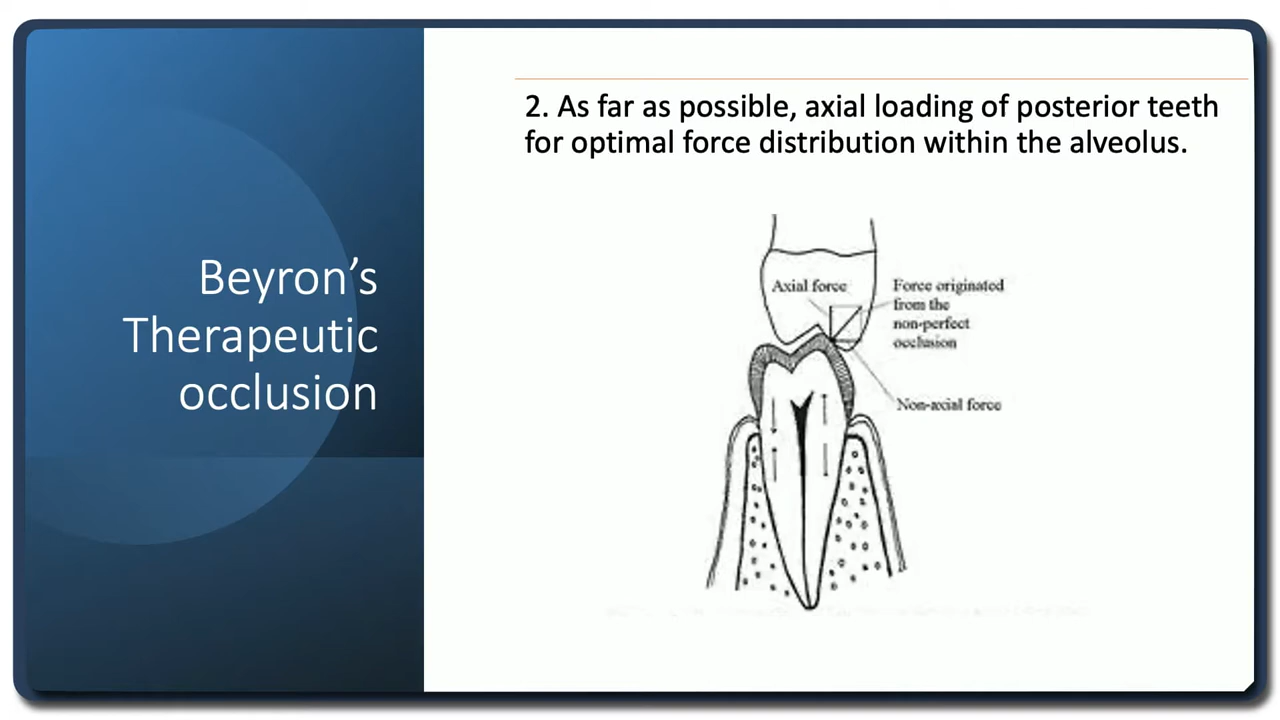 Beyron's
Therapeutic
occlusion
2. As far as possible, axial loading of posterior teeth
for optimal force distribution within the alveolus.
Axial force
Force originated
from the
non-perfect
occlusion
Non-axial force